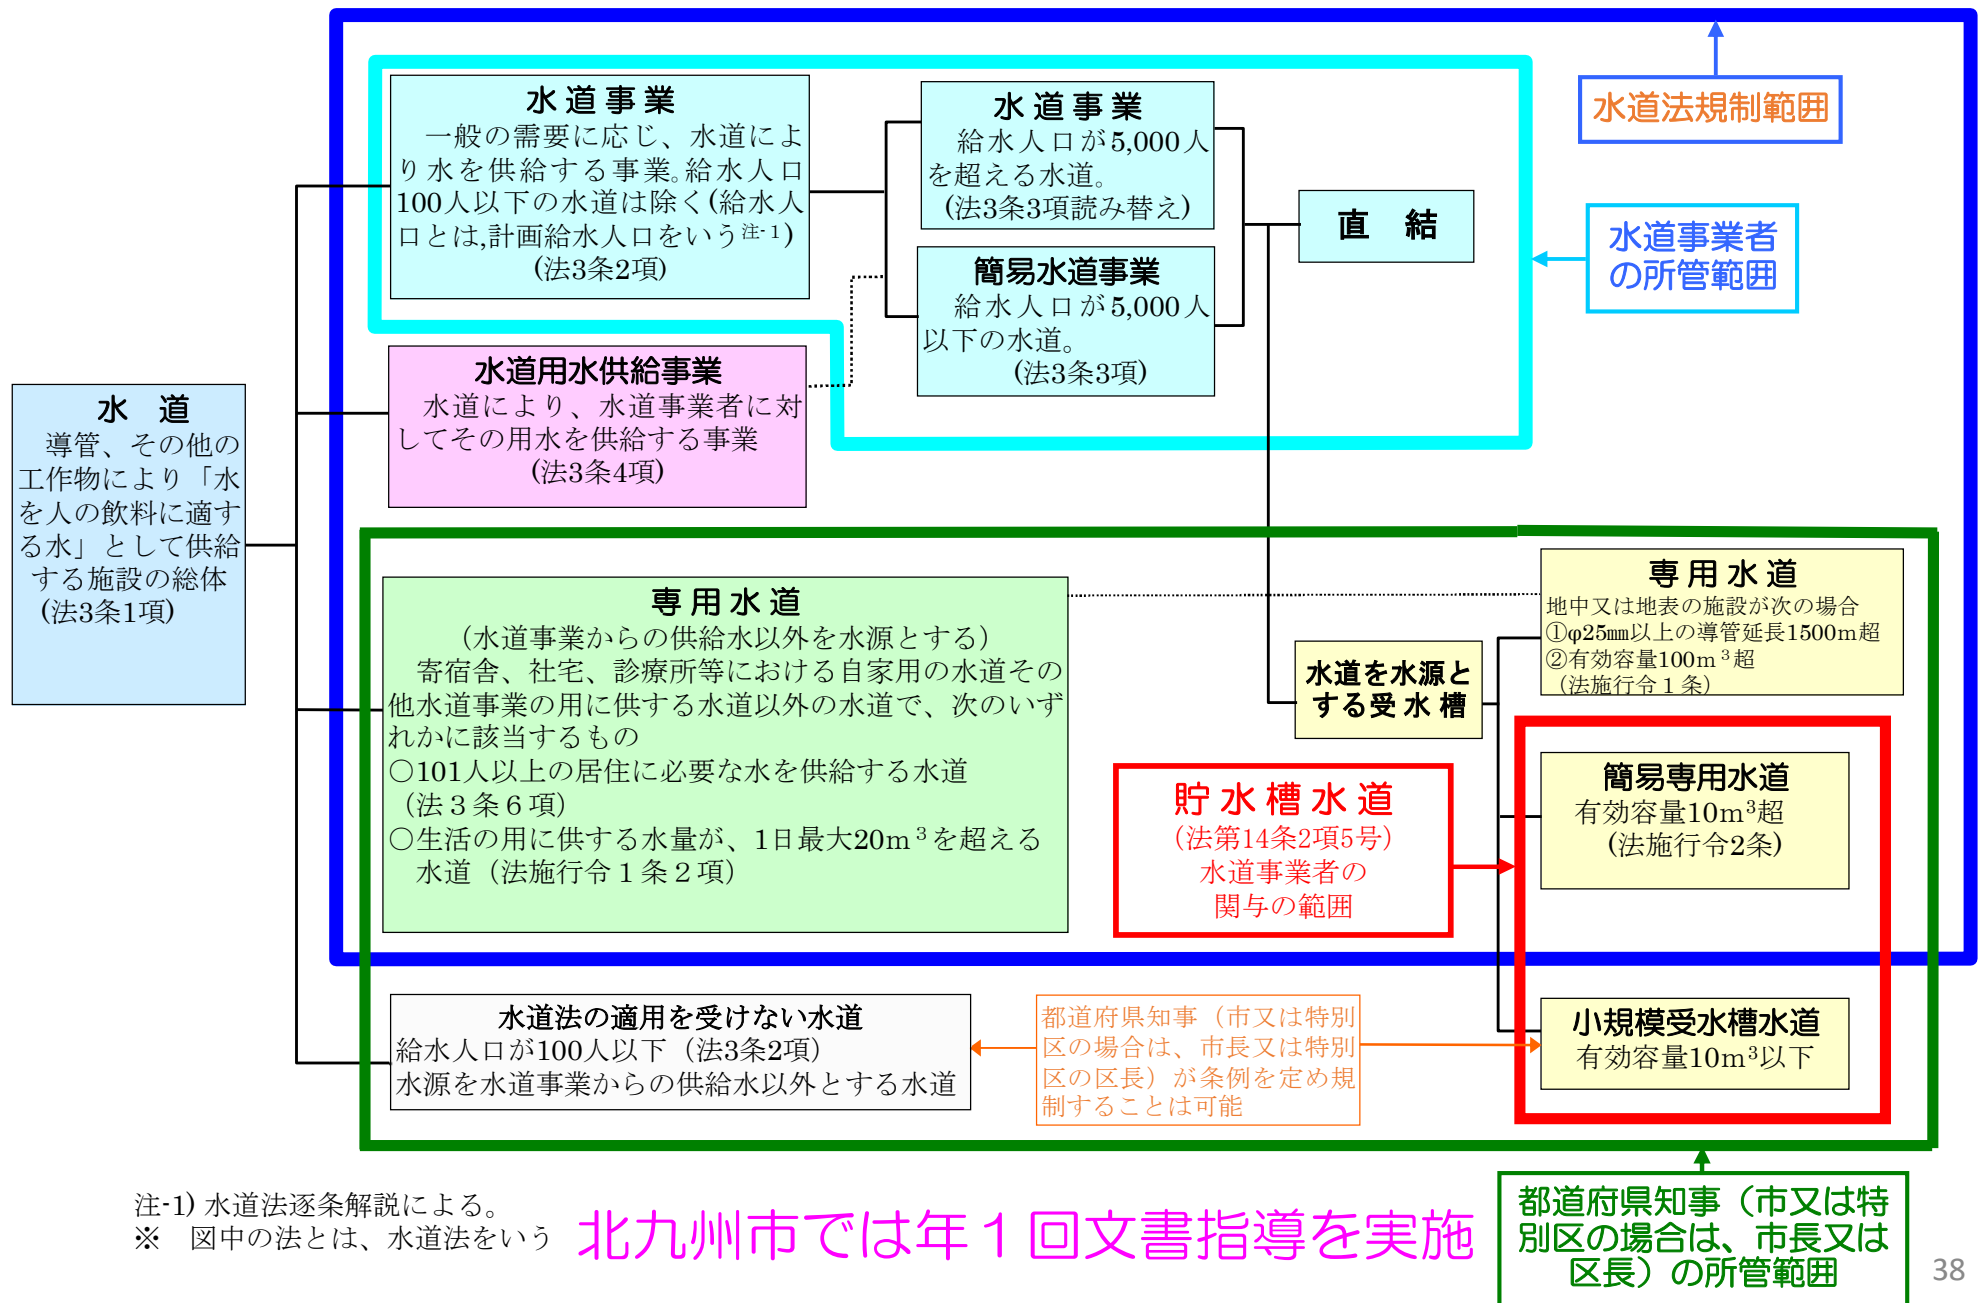 水道法規制範囲
水道事業
一般の需要に応じ、水道によ
り水を供給する事業。給水人口
100人以下の水道は除く(給水人
口とは,計画給水人口をいう注-1)
(法3条2項)
水道事業
給水人口が5,000人
を超える水道。
(法3条3項読み替え)
直 結
水道事業者
の所管範囲
簡易水道事業
給水人口が5,000人
以下の水道。
(法3条3項)
水道用水供給事業
水道により、水道事業者に対
してその用水を供給する事業
(法3条4項)
水 道
導管、その他の
工作物により「水
を人の飲料に適す
る水」として供給
する施設の総体
(法3条1項)
専用水道
（水道事業からの供給水以外を水源とする）
寄宿舎、社宅、診療所等における自家用の水道その
他水道事業の用に供する水道以外の水道で、次のいず
れかに該当するもの
○101人以上の居住に必要な水を供給する水道
（法３条６項）
○生活の用に供する水量が、1日最大20m³を超える
水道（法施行令１条２項）
専用水道
地中又は地表の施設が次の場合
①φ25㎜以上の導管延長1500m超
②有効容量100m³超
（法施行令１条）
水道を水源と
する受水槽
貯水槽水道
（法第14条2項5号）
水道事業者の
関与の範囲
簡易専用水道
有効容量10m³超
(法施行令2条)
水道法の適用を受けない水道
給水人口が100人以下（法3条2項）
水源を水道事業からの供給水以外とする水道
都道府県知事（市又は特別
区の場合は、市長又は特別
区の区長）が条例を定め規
制することは可能
小規模受水槽水道
有効容量10m³以下
注-1) 水道法逐条解説による。
※ 図中の法とは、水道法をいう
北九州市では年１回文書指導を実施
都道府県知事（市又は特
別区の場合は、市長又は
区長）の所管範囲
38